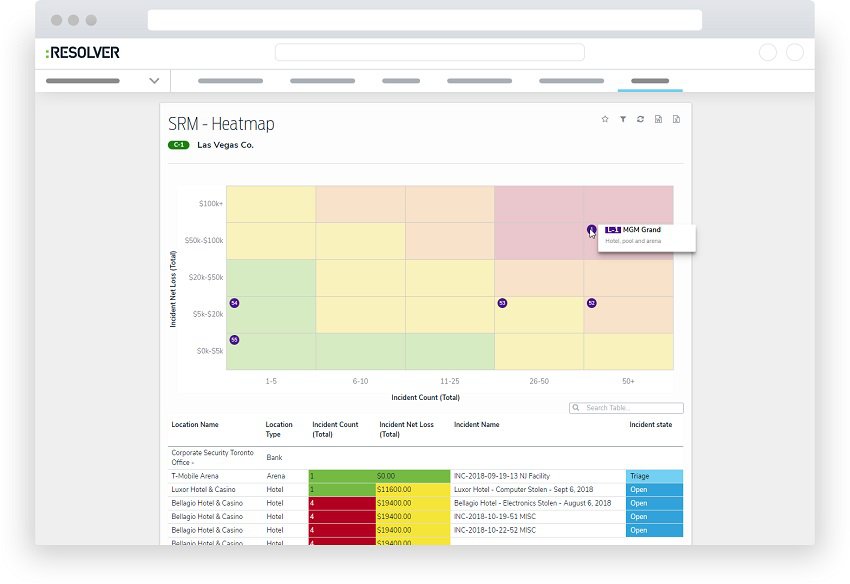 :RESOLVER
SRM - Heatmap
C-1 Las Vegas Co.
$100k+
$50k-$100k
L-1 MGM Grand
Hotel, pool and arena
$20k-$50k
$5k-$20k
54 53 52
$0k-$5k
55
Incident Net Loss (Total)
1-5 6-10 11-25 26-50 50+
Incident Count (Total)
Search Table...
Location Name Location Type Incident Count (Total) Incident Net Loss (Total) Incident Name Incident state
Corporate Security Toronto Office - Bank
T-Mobile Arena Arena 1 $0.00 INC-2018-09-19-13 NJ Facility Triage
Luxor Hotel & Casino Hotel 1 $11600.00 Luxor Hotel - Computer Stolen - Sept 6, 2018 Open
Bellagio Hotel & Casino Hotel 4 $19400.00 Bellagio Hotel - Electronics Stolen - August 6, 2018 Open
Bellagio Hotel & Casino Hotel 4 $19400.00 INC-2018-10-19-51 MISC Open
Bellagio Hotel & Casino Hotel 4 $19400.00 INC-2018-10-22-52 MISC Open
Bellagio Hotel & Casino Hotel 4 $19400.00